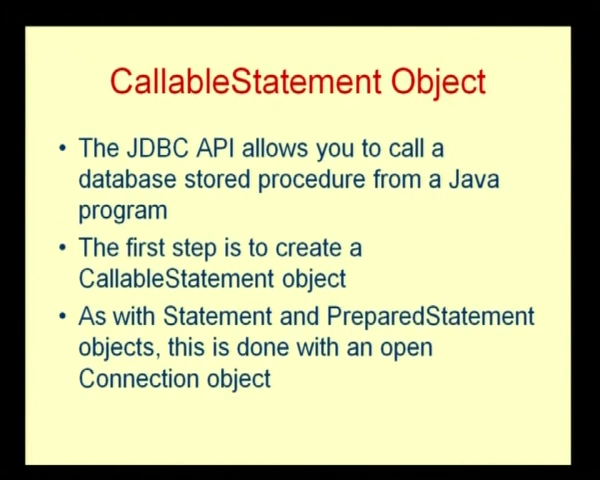 CallableStatement Object
• The JDBC API allows you to call a
database stored procedure from a Java
program
• The first step is to create a
CallableStatement object
• As with Statement and PreparedStatement
objects, this is done with an open
Connection object